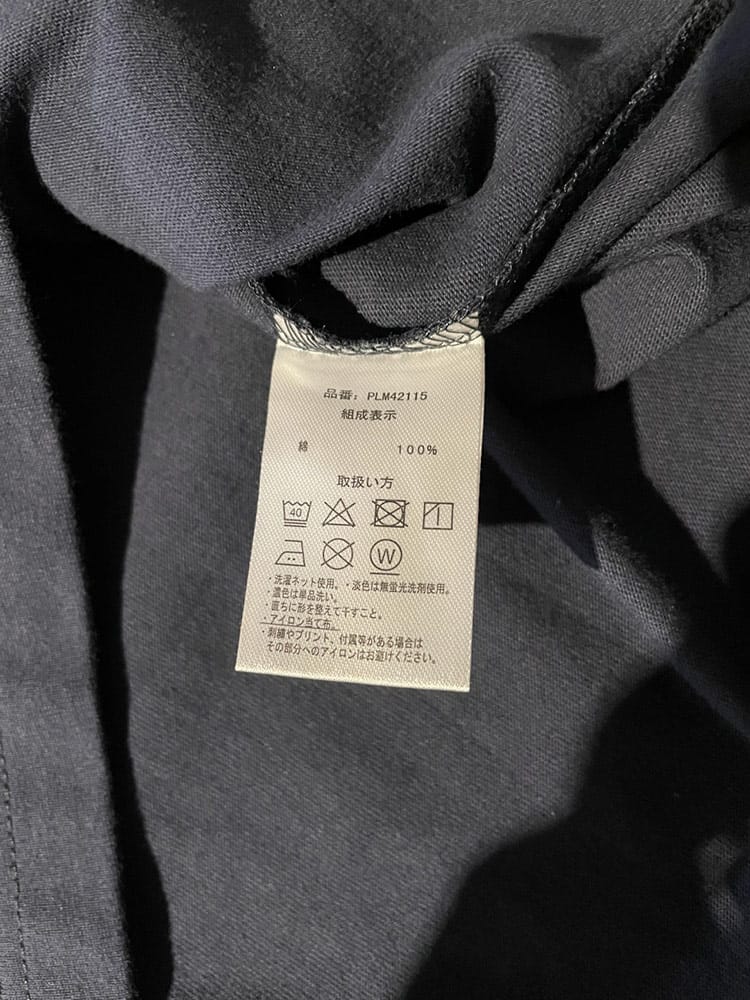 品番: PLM42115
組成表示
綿 100%
取扱い方
40
W
・洗濯ネット使用。・淡色は無蛍光洗剤使用。
・濃色は単品洗い。
・直ちに形を整えて干すこと。
・アイロン当て布。
・刺繍やプリント、付属等がある場合は
その部分へのアイロンはお避けください。